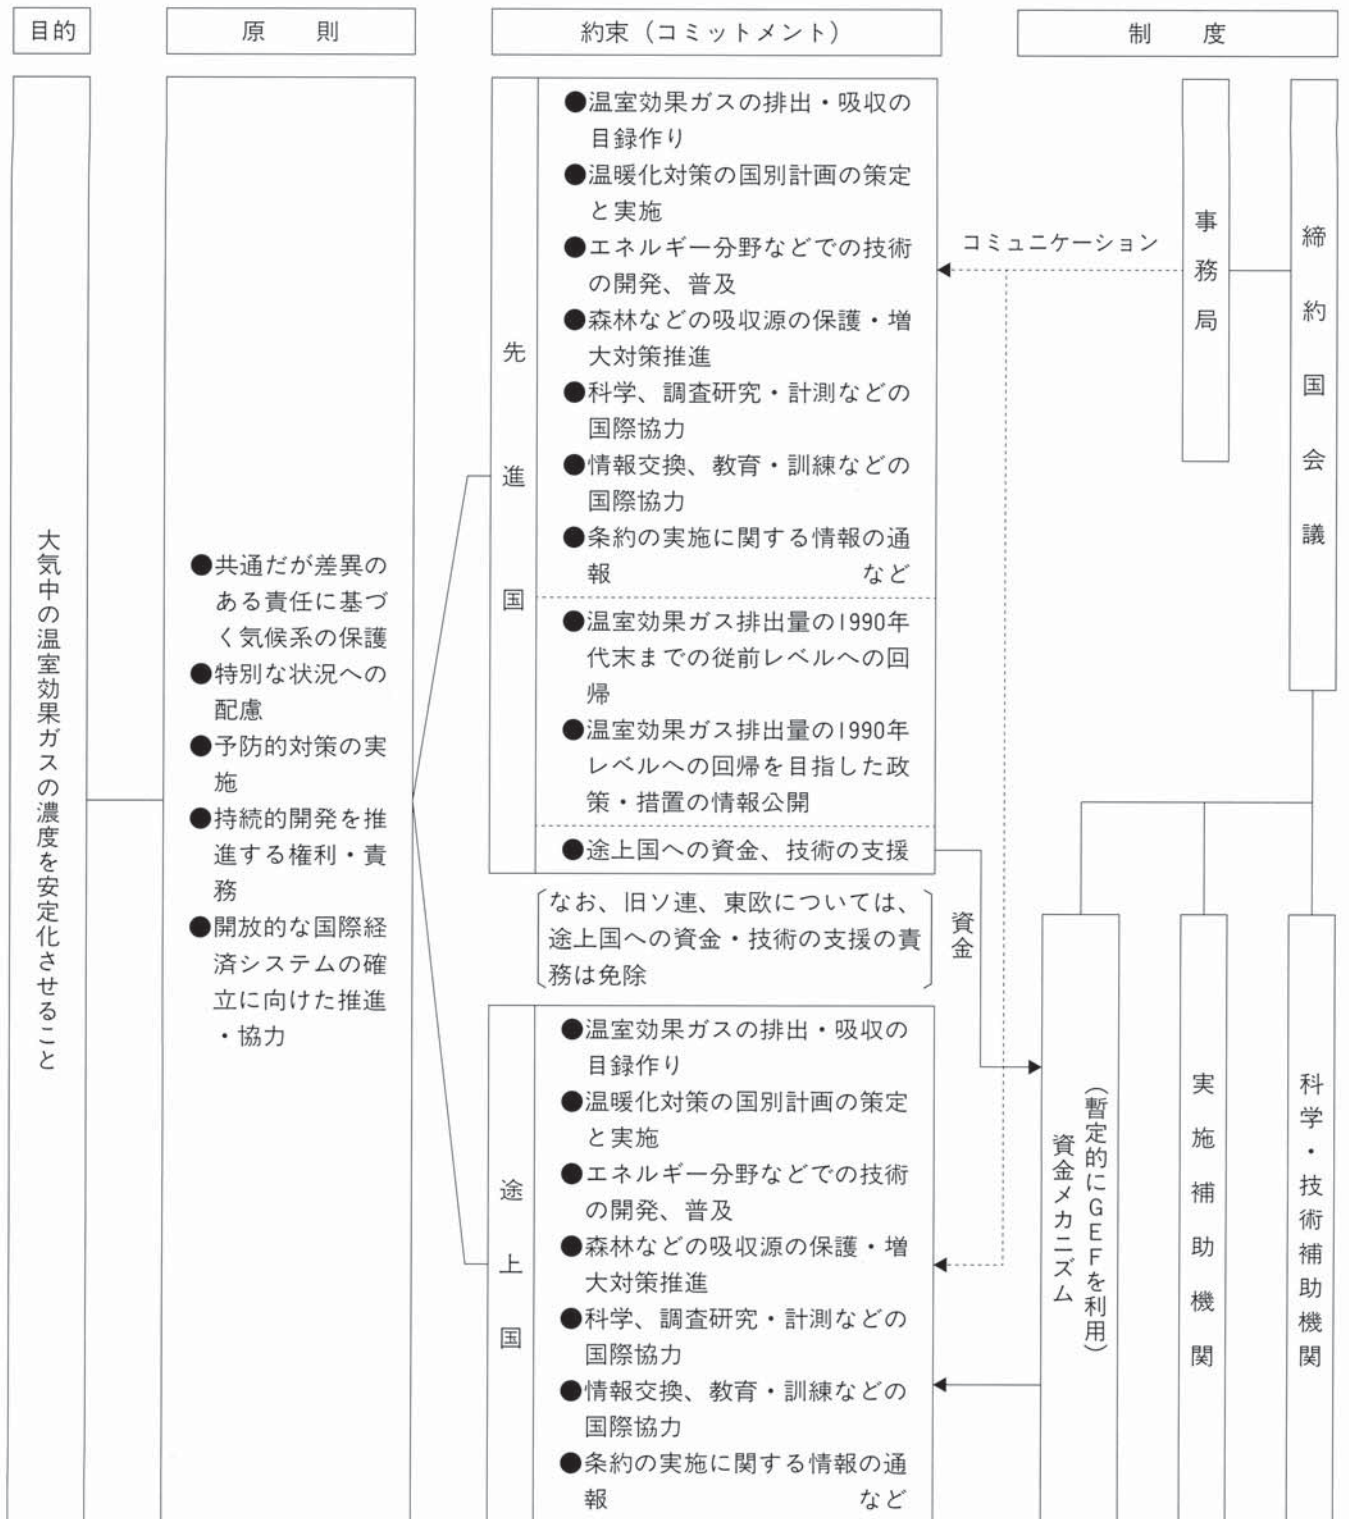 目的
原　則
約束（コミットメント）
制　度
大気中の温室効果ガスの濃度を安定化させること
●共通だが差異の
ある責任に基づ
く気候系の保護
●特別な状況への
配慮
●予防的対策の実
施
●持続的開発を推
進する権利・責
務
●開放的な国際経
済システムの確
立に向けた推進
・協力
先進国
●温室効果ガスの排出・吸収の
目録作り
●温暖化対策の国別計画の策定
と実施
●エネルギー分野などでの技術
の開発、普及
●森林などの吸収源の保護・増
大対策推進
●科学、調査研究・計測などの
国際協力
●情報交換、教育・訓練などの
国際協力
●条約の実施に関する情報の通
報　など
●温室効果ガス排出量の1990年
代末までの従前レベルへの回
帰
●温室効果ガス排出量の1990年
レベルへの回帰を目指した政
策・措置の情報公開
●途上国への資金、技術の支援
〔なお、旧ソ連、東欧については、
途上国への資金・技術の支援の責
務は免除〕
途上国
●温室効果ガスの排出・吸収の
目録作り
●温暖化対策の国別計画の策定
と実施
●エネルギー分野などでの技術
の開発、普及
●森林などの吸収源の保護・増
大対策推進
●科学、調査研究・計測などの
国際協力
●情報交換、教育・訓練などの
国際協力
●条約の実施に関する情報の通
報　など
コミュニケーション
資金
事務局
締約国会議
（暫定的にGEFを利用）
資金メカニズム
実施補助機関
科学・技術補助機関